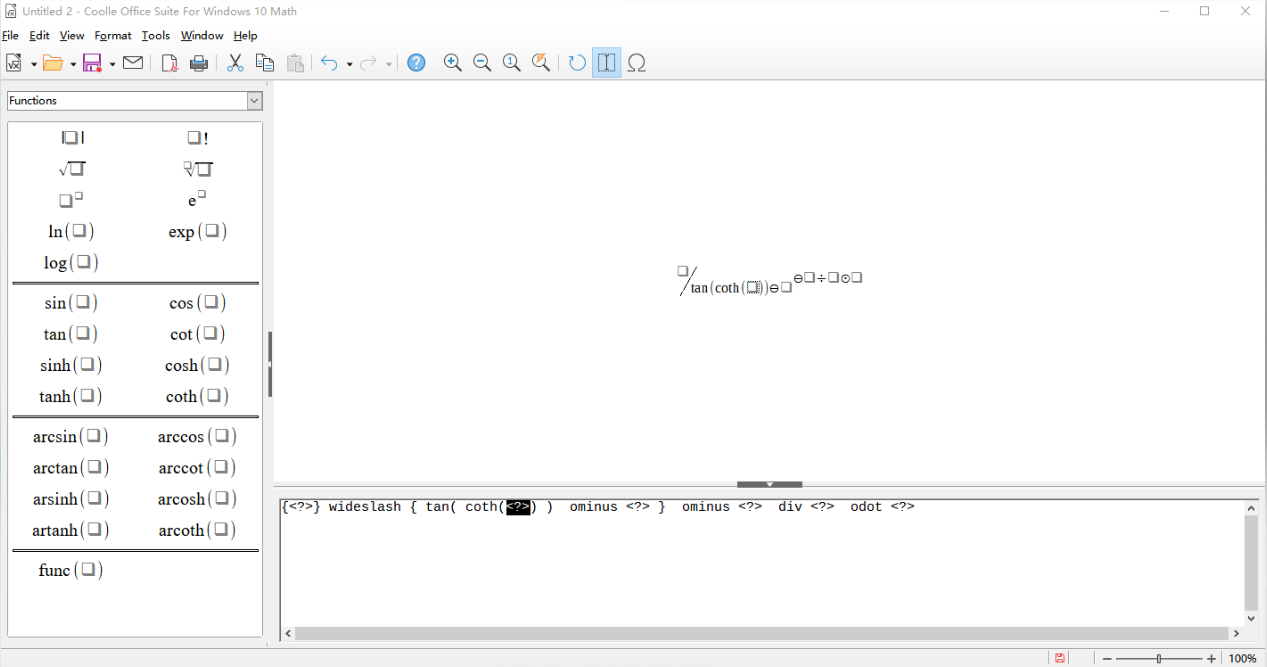 Untitled 2 - Coolle Office Suite For Windows 10 Math
File Edit View Format Tools Window Help
Functions
|□| □!
√□ □√□
□□ e□
ln(□) exp(□)
log(□)
sin(□) cos(□)
tan(□) cot(□)
sinh(□) cosh(□)
tanh(□) coth(□)
arcsin(□) arccos(□)
arctan(□) arccot(□)
arsinh(□) arcosh(□)
artanh(□) arcoth(□)
func(□)
□/tan(coth(□))⊖□⊖□÷□⊙□
{<?>} wideslash { tan( coth(<?>) )  ominus <?> }  ominus <?>  div <?>  odot <?>
100%